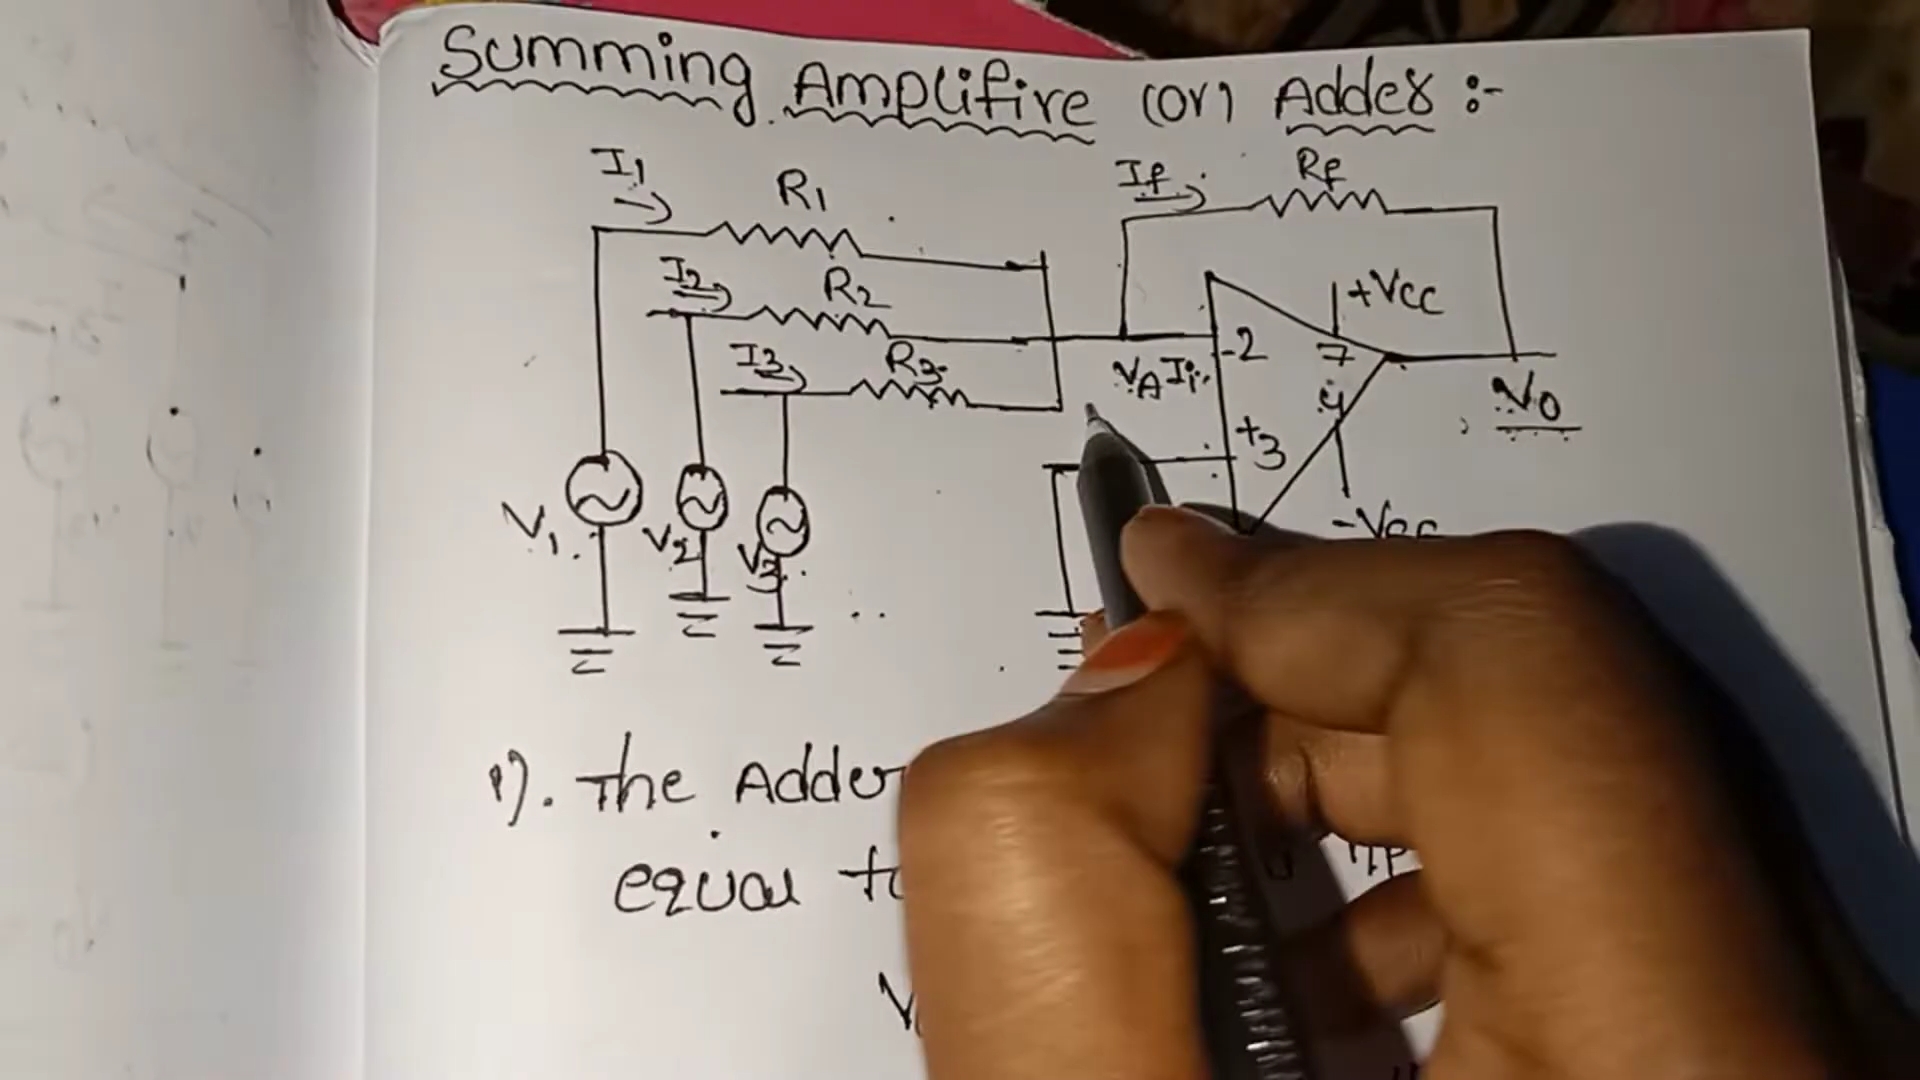 Summing Amplifire (or) Adder :-
I1 R1 If Rf
I2 R2 +Vcc
I3 R3 -2 7
VA Ii 4 Vo
+3
V1 V2 V3 -Vcc
1). The Adder
equal to